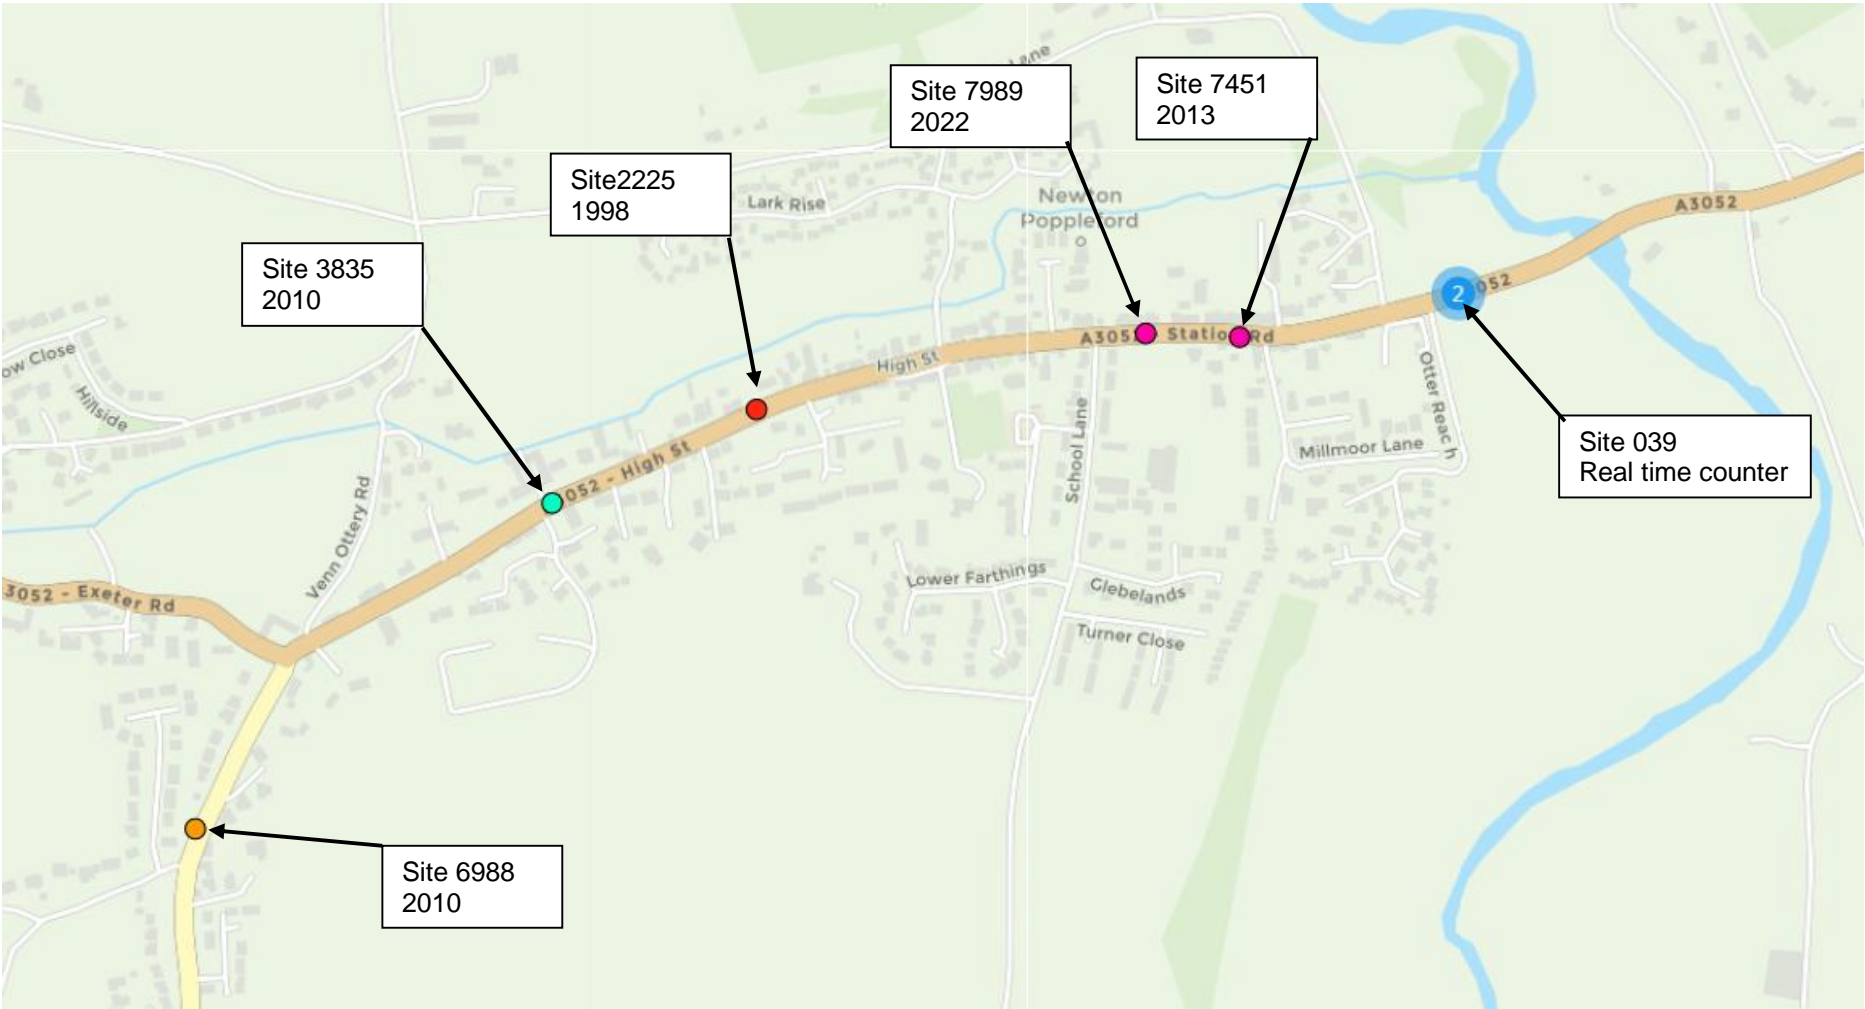 Lane
Site 7989
2022
Site 7451
2013
Site2225
1998
Lark Rise
Newton
Poppleford
A3052
Site 3835
2010
052
A305
Station Rd
High St
ow Close
Hillside
Otter Reach
052 - High St
School Lane
Millmoor Lane
Site 039
Real time counter
2
Venn Ottery Rd
Lower Farthings
Glebelands
3052 - Exeter Rd
Turner Close
Site 6988
2010